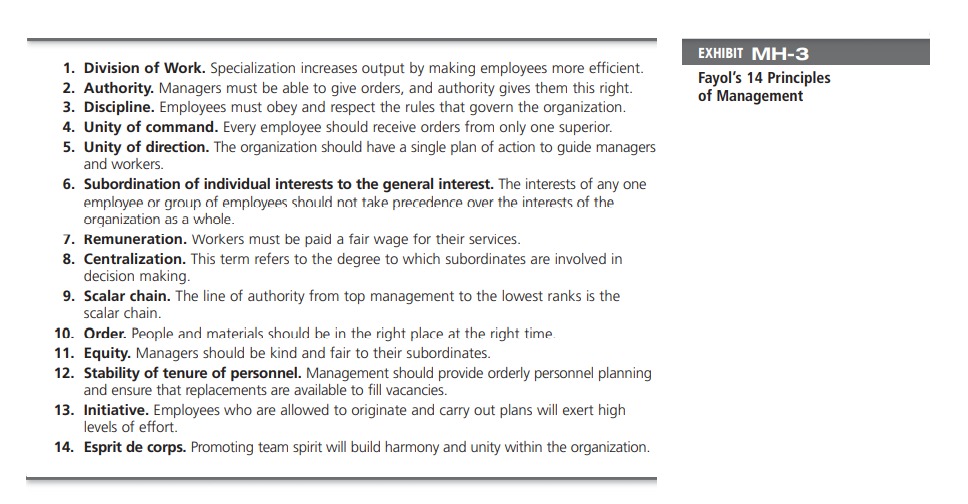 EXHIBIT MH-3
Fayol's 14 Principles
of Management
1. Division of Work. Specialization increases output by making employees more efficient.
2. Authority. Managers must be able to give orders, and authority gives them this right.
3. Discipline. Employees must obey and respect the rules that govern the organization.
4. Unity of command. Every employee should receive orders from only one superior.
5. Unity of direction. The organization should have a single plan of action to guide managers
and workers.
6. Subordination of individual interests to the general interest. The interests of any one
employee or group of employees should not take precedence over the interests of the
organization as a whole.
7. Remuneration. Workers must be paid a fair wage for their services.
8. Centralization. This term refers to the degree to which subordinates are involved in
decision making.
9. Scalar chain. The line of authority from top management to the lowest ranks is the
scalar chain.
10. Order. People and materials should be in the right place at the right time.
11. Equity. Managers should be kind and fair to their subordinates.
12. Stability of tenure of personnel. Management should provide orderly personnel planning
and ensure that replacements are available to fill vacancies.
13. Initiative. Employees who are allowed to originate and carry out plans will exert high
levels of effort.
14. Esprit de corps. Promoting team spirit will build harmony and unity within the organization.